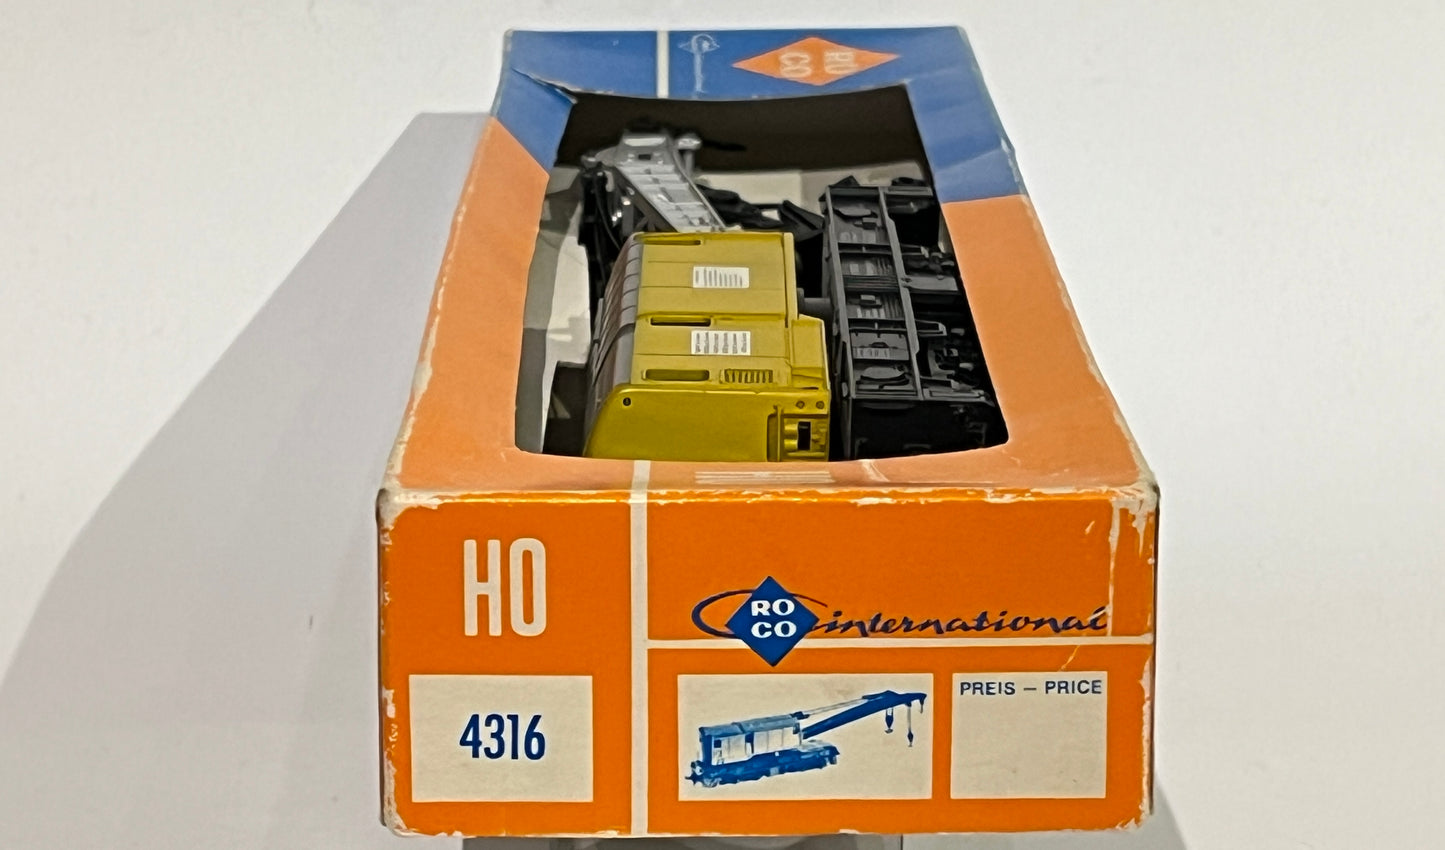 RO
CO
HO
RO
CO
international
4316
PREIS – PRICE